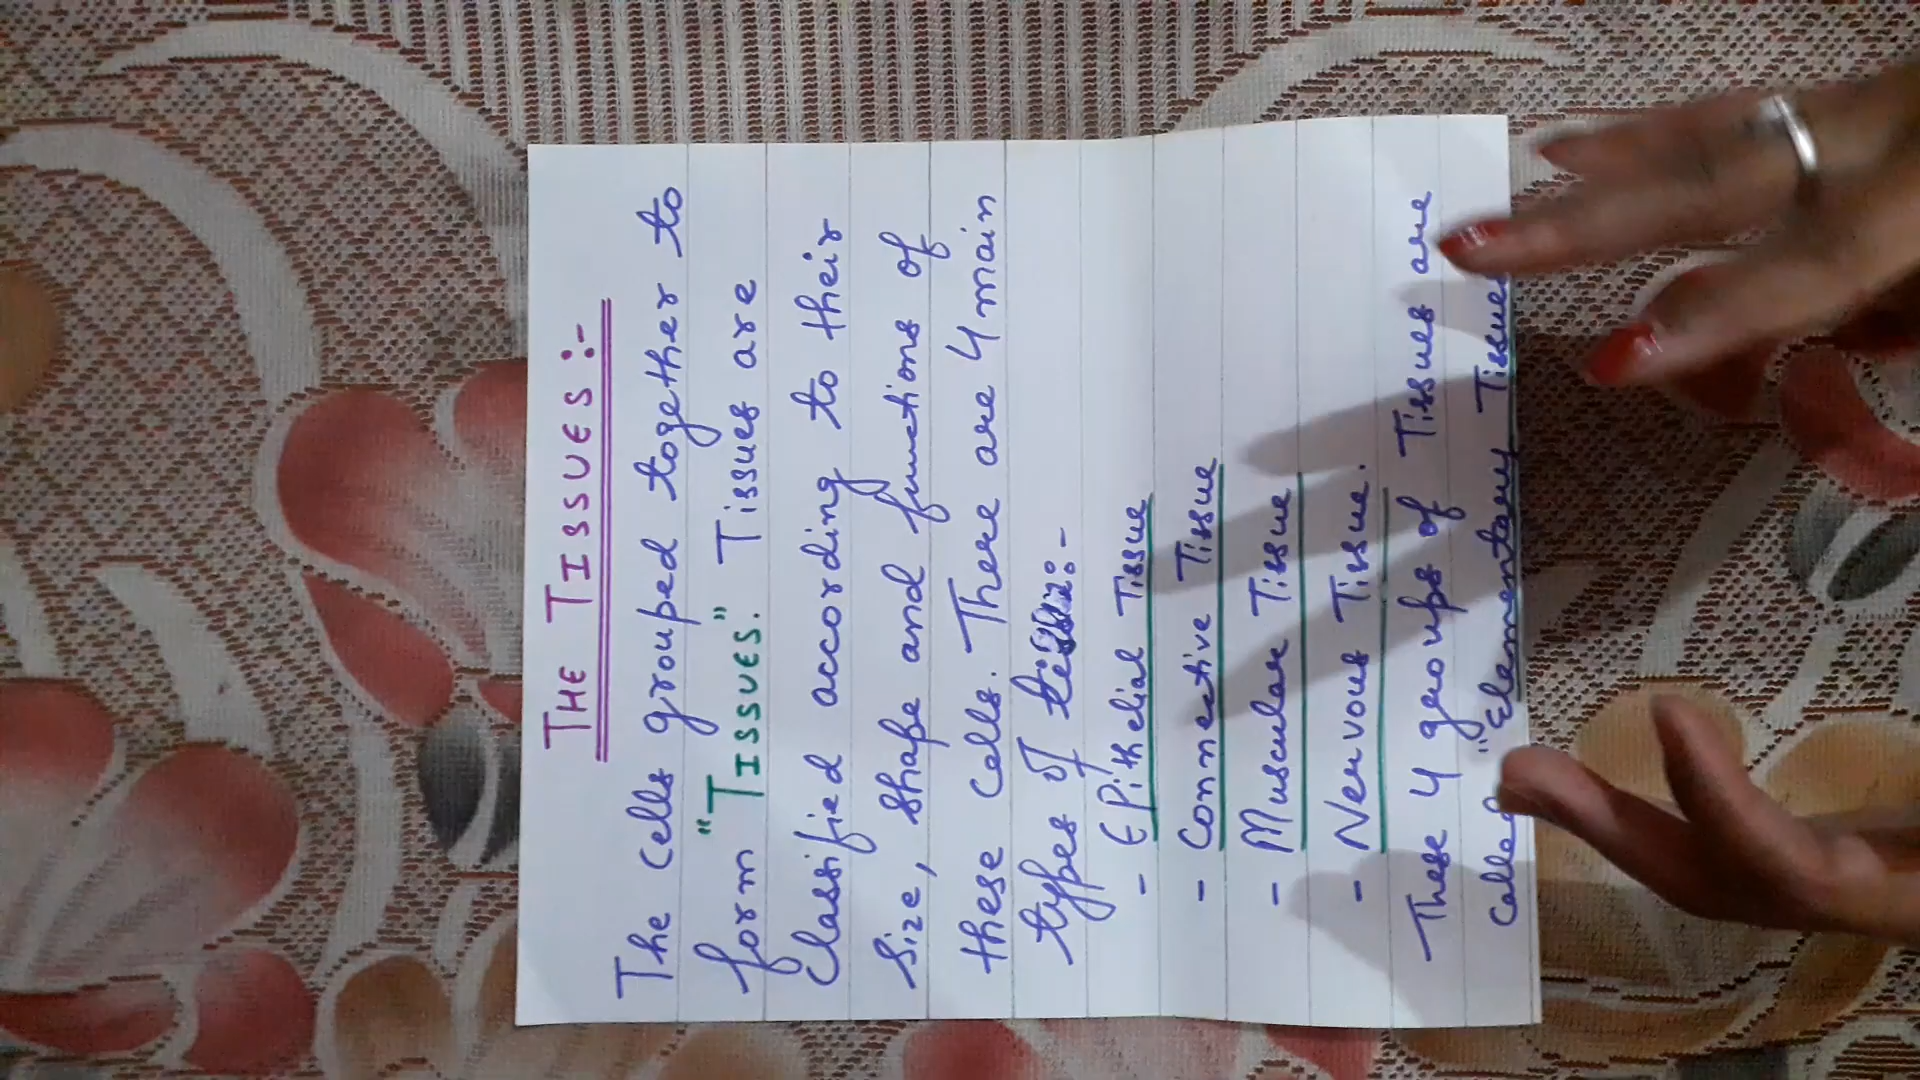 THE TISSUES:-
The cells grouped together to
form "TISSUES." Tissues are
classified according to their
size, shape and functions of
these cells. There are 4 main
types of :-
- Epithelial Tissue
- Connective Tissue
- Muscular Tissue
- Nervous Tissue.
These 4 groups of Tissues are
Called "Elementary Tissues